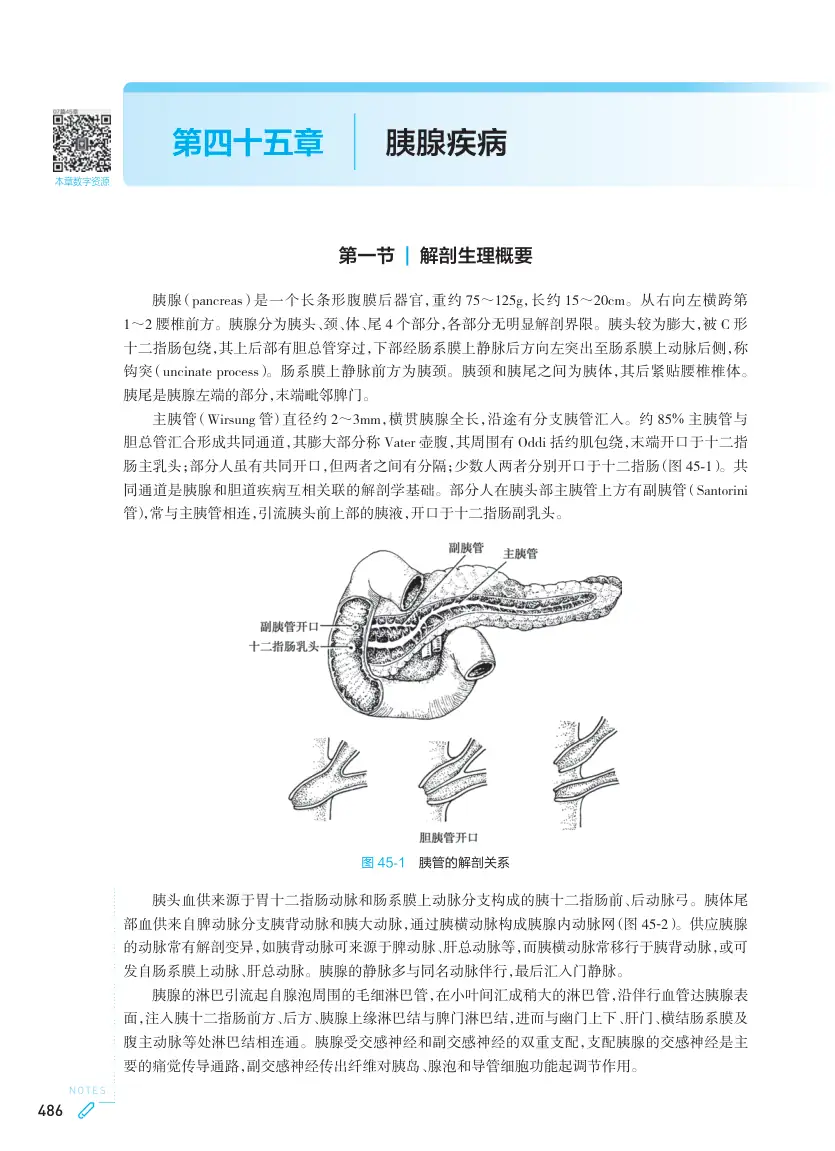 本章数字资源
第四十五章 胰腺疾病
第一节 | 解剖生理概要
胰腺(pancreas)是一个长条形腹膜后器官,重约 75~125g,长约 15~20cm。从右向左横跨第
1~2 腰椎前方。胰腺分为胰头、颈、体、尾 4 个部分,各部分无明显解剖界限。胰头较为膨大,被 C 形
十二指肠包绕,其上后部有胆总管穿过,下部经肠系膜上静脉后方向左突出至肠系膜上动脉后侧,称
钩突(uncinate process)。肠系膜上静脉前方为胰颈。胰颈和胰尾之间为胰体,其后紧贴腰椎椎体。
胰尾是胰腺左端的部分,末端毗邻脾门。
主胰管(Wirsung 管)直径约 2~3mm,横贯胰腺全长,沿途有分支胰管汇入。约 85% 主胰管与
胆总管汇合形成共同通道,其膨大部分称 Vater 壶腹,其周围有 Oddi 括约肌包绕,末端开口于十二指
肠主乳头;部分人虽有共同开口,但两者之间有分隔;少数人两者分别开口于十二指肠(图 45-1)。共
同通道是胰腺和胆道疾病互相关联的解剖学基础。部分人在胰头部主胰管上方有副胰管(Santorini
管),常与主胰管相连,引流胰头前上部的胰液,开口于十二指肠副乳头。
副胰管
主胰管
副胰管开口
十二指肠乳头
胆胰管开口
图 45-1 胰管的解剖关系
胰头血供来源于胃十二指肠动脉和肠系膜上动脉分支构成的胰十二指肠前、后动脉弓。胰体尾
部血供来自脾动脉分支胰背动脉和胰大动脉,通过胰横动脉构成胰腺内动脉网(图 45-2)。供应胰腺
的动脉常有解剖变异,如胰背动脉可来源于脾动脉、肝总动脉等,而胰横动脉常移行于胰背动脉,或可
发自肠系膜上动脉、肝总动脉。胰腺的静脉多与同名动脉伴行,最后汇入门静脉。
胰腺的淋巴引流起自腺泡周围的毛细淋巴管,在小叶间汇成稍大的淋巴管,沿伴行血管达胰腺表
面,注入胰十二指肠前方、后方、胰腺上缘淋巴结与脾门淋巴结,进而与幽门上下、肝门、横结肠系膜及
腹主动脉等处淋巴结相连通。胰腺受交感神经和副交感神经的双重支配,支配胰腺的交感神经是主
要的痛觉传导通路,副交感神经传出纤维对胰岛、腺泡和导管细胞功能起调节作用。
NOTES
486